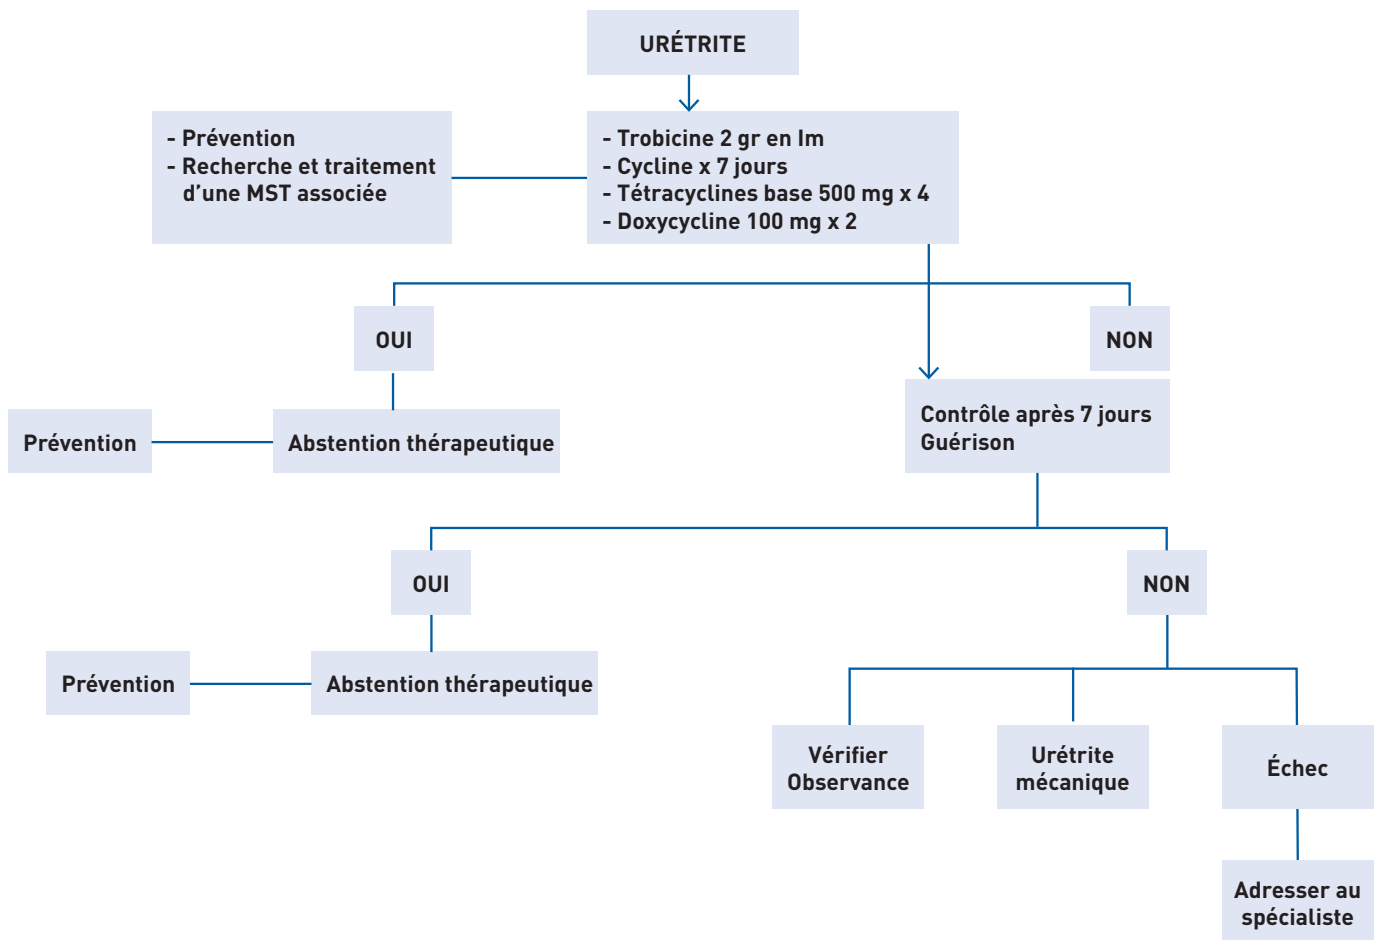 URÉTRITE
- Prévention
- Recherche et traitement
d’une MST associée
- Trobicine 2 gr en Im
- Cycline x 7 jours
- Tétracyclines base 500 mg x 4
- Doxycycline 100 mg x 2
OUI
NON
Prévention
Abstention thérapeutique
Contrôle après 7 jours
Guérison
OUI
NON
Prévention
Abstention thérapeutique
Vérifier
Observance
Urétrite
mécanique
Échec
Adresser au
spécialiste